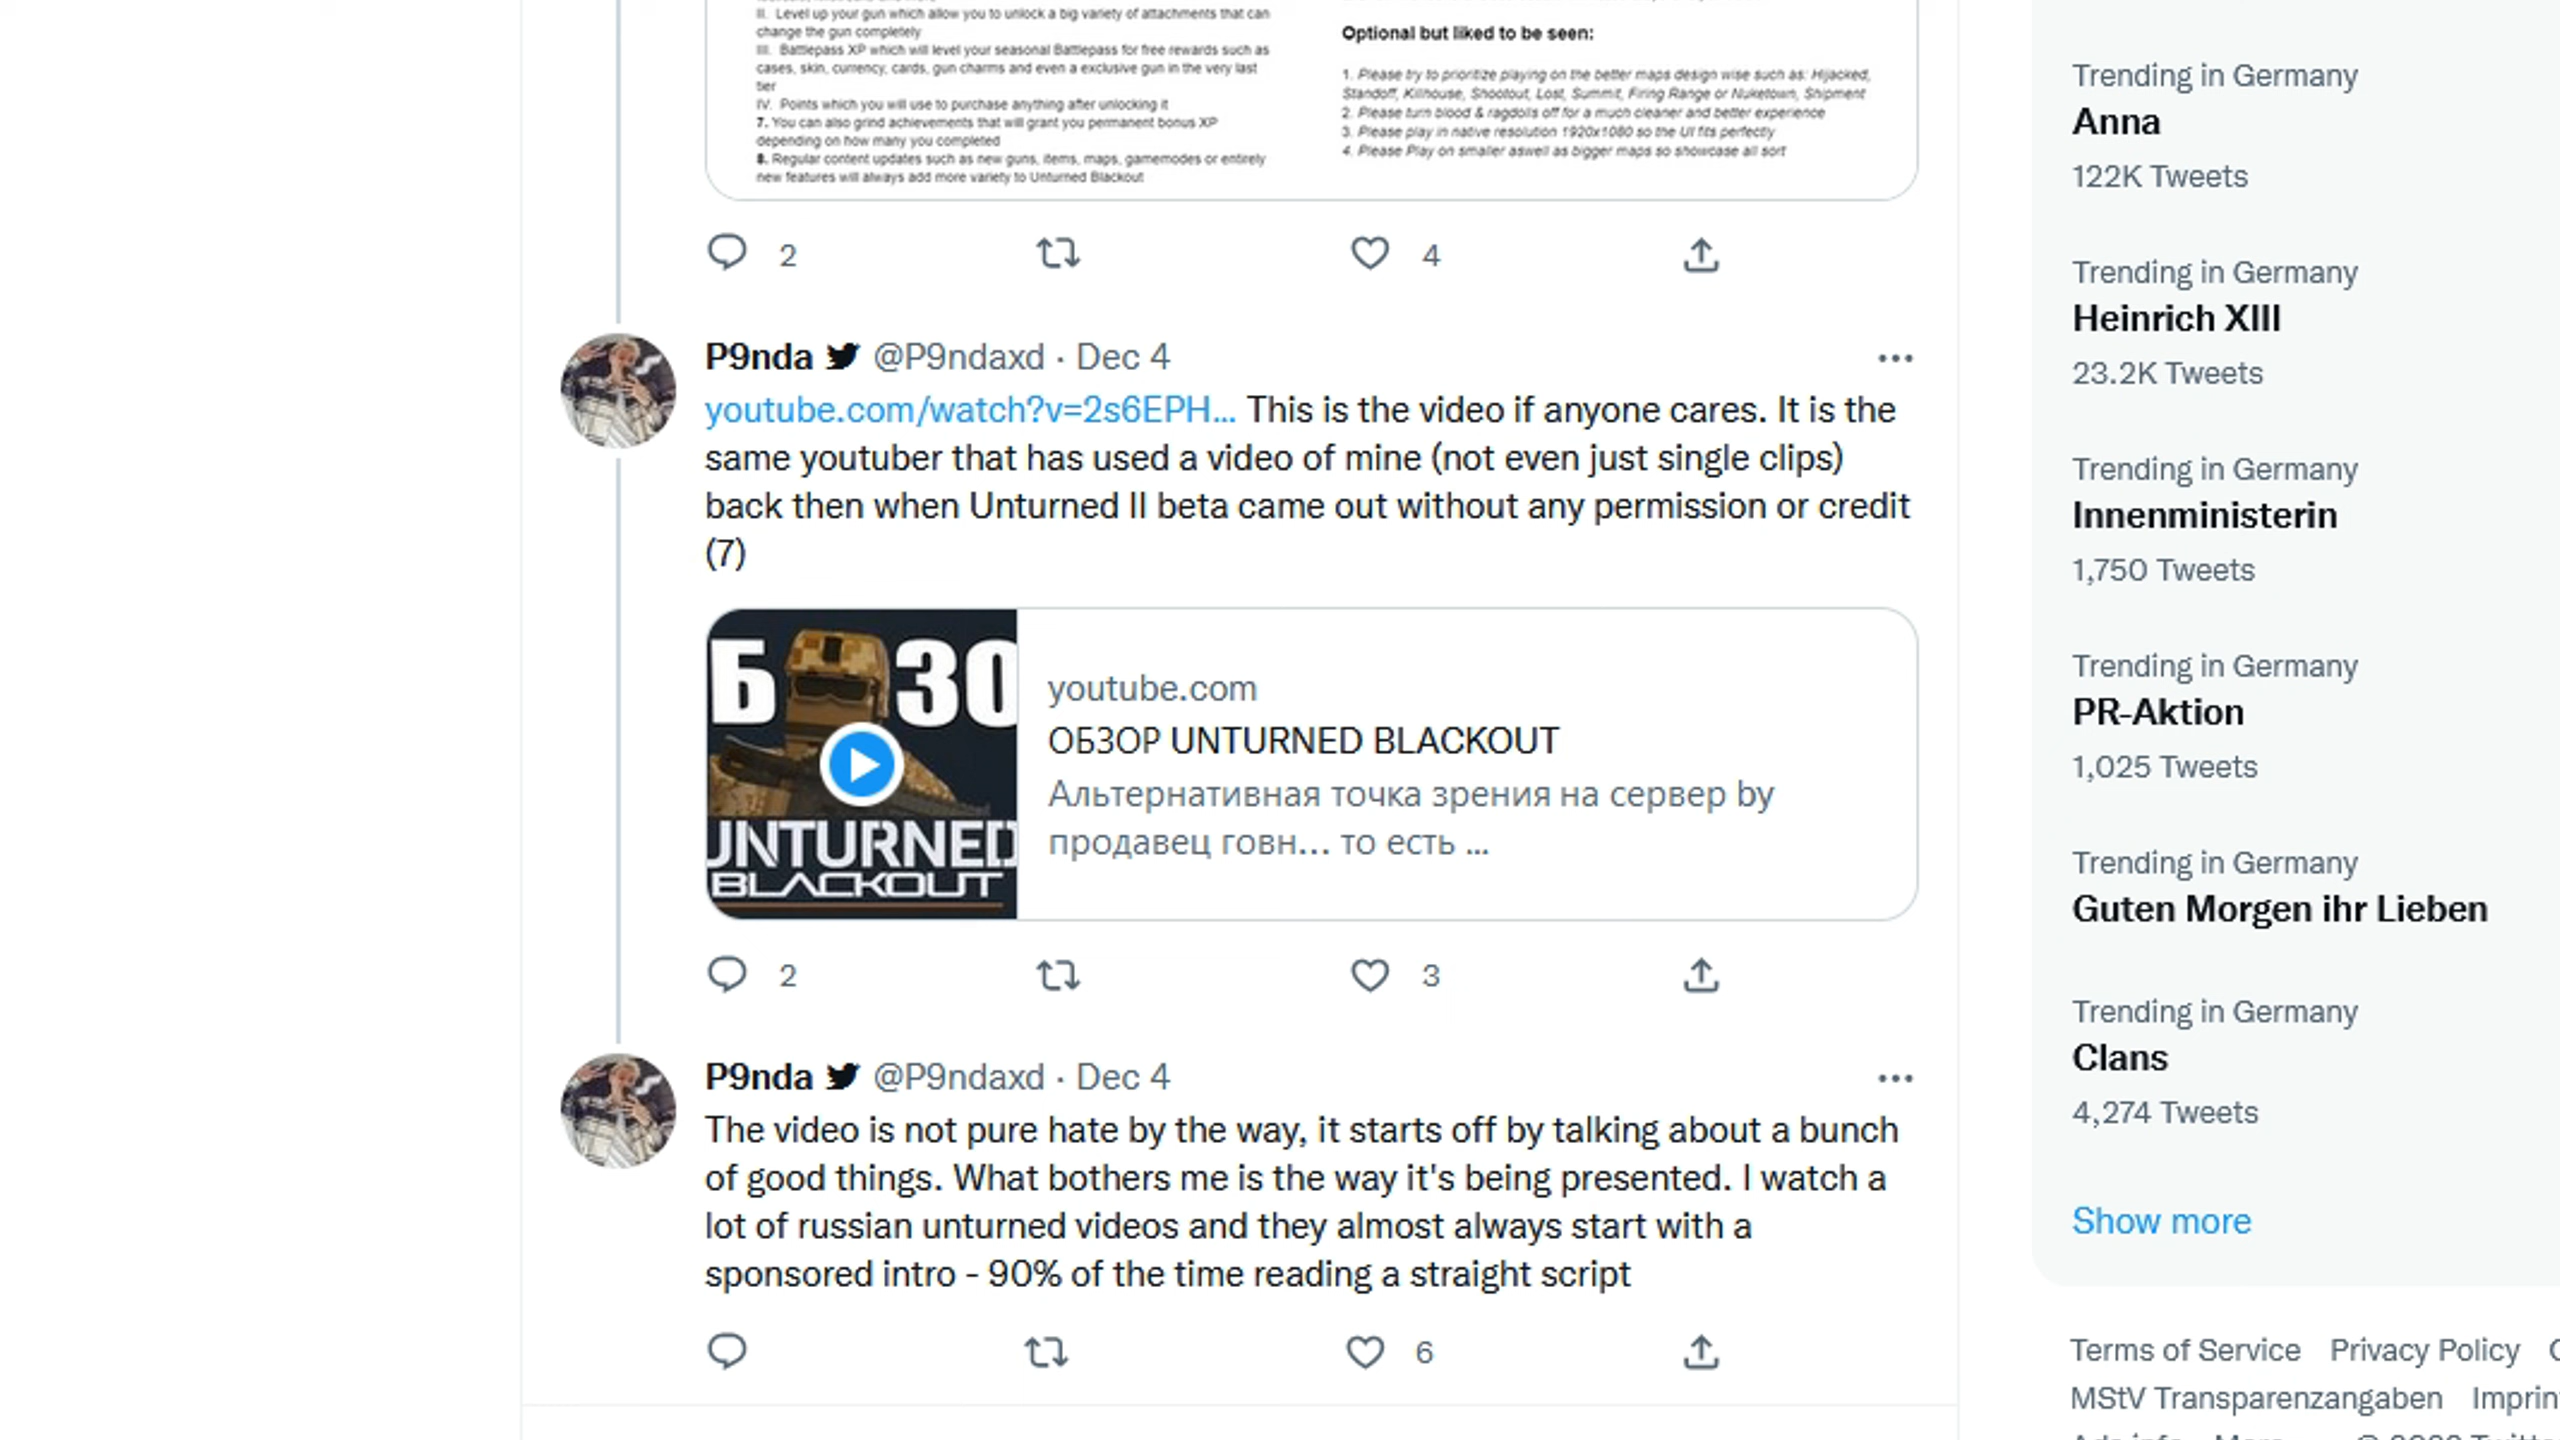 II. Level up your gun which allow you to unlock a big variety of attachments that can
change the gun completely
III. Battlepass XP which will level your seasonal Battlepass for free rewards such as
cases, skin, currency, cards, gun charms and even a exclusive gun in the very last
tier
IV. Points which you will use to purchase anything after unlocking it
7. You can also grind achievements that will grant you permanent bonus XP
depending on how many you completed
8. Regular content updates such as new guns, items, maps, gamemodes or entirely
new features will always add more variety to Unturned Blackout
Optional but liked to be seen:
1. Please try to prioritize playing on the better maps design wise such as: Hijacked,
Standoff, Killhouse, Shootout, Lost, Summit, Firing Range or Nuketown, Shipment
2. Please turn blood & ragdolls off for a much cleaner and better experience
3. Please play in native resolution 1920x1080 so the UI fits perfectly
4. Please Play on smaller aswell as bigger maps so showcase all sort
2
4
P9nda @P9ndaxd · Dec 4
youtube.com/watch?v=2s6EPH... This is the video if anyone cares. It is the
same youtuber that has used a video of mine (not even just single clips)
back then when Unturned II beta came out without any permission or credit
(7)
Б ЗО
UNTURNED
BLACKOUT
youtube.com
ОБЗОР UNTURNED BLACKOUT
Альтернативная точка зрения на сервер by
продавец говн... то есть ...
2
3
P9nda @P9ndaxd · Dec 4
The video is not pure hate by the way, it starts off by talking about a bunch
of good things. What bothers me is the way it's being presented. I watch a
lot of russian unturned videos and they almost always start with a
sponsored intro - 90% of the time reading a straight script
6
Trending in Germany
Anna
122K Tweets
Trending in Germany
Heinrich XIII
23.2K Tweets
Trending in Germany
Innenministerin
1,750 Tweets
Trending in Germany
PR-Aktion
1,025 Tweets
Trending in Germany
Guten Morgen ihr Lieben
Trending in Germany
Clans
4,274 Tweets
Show more
Terms of Service Privacy Policy
MStV Transparenzangaben Imprin